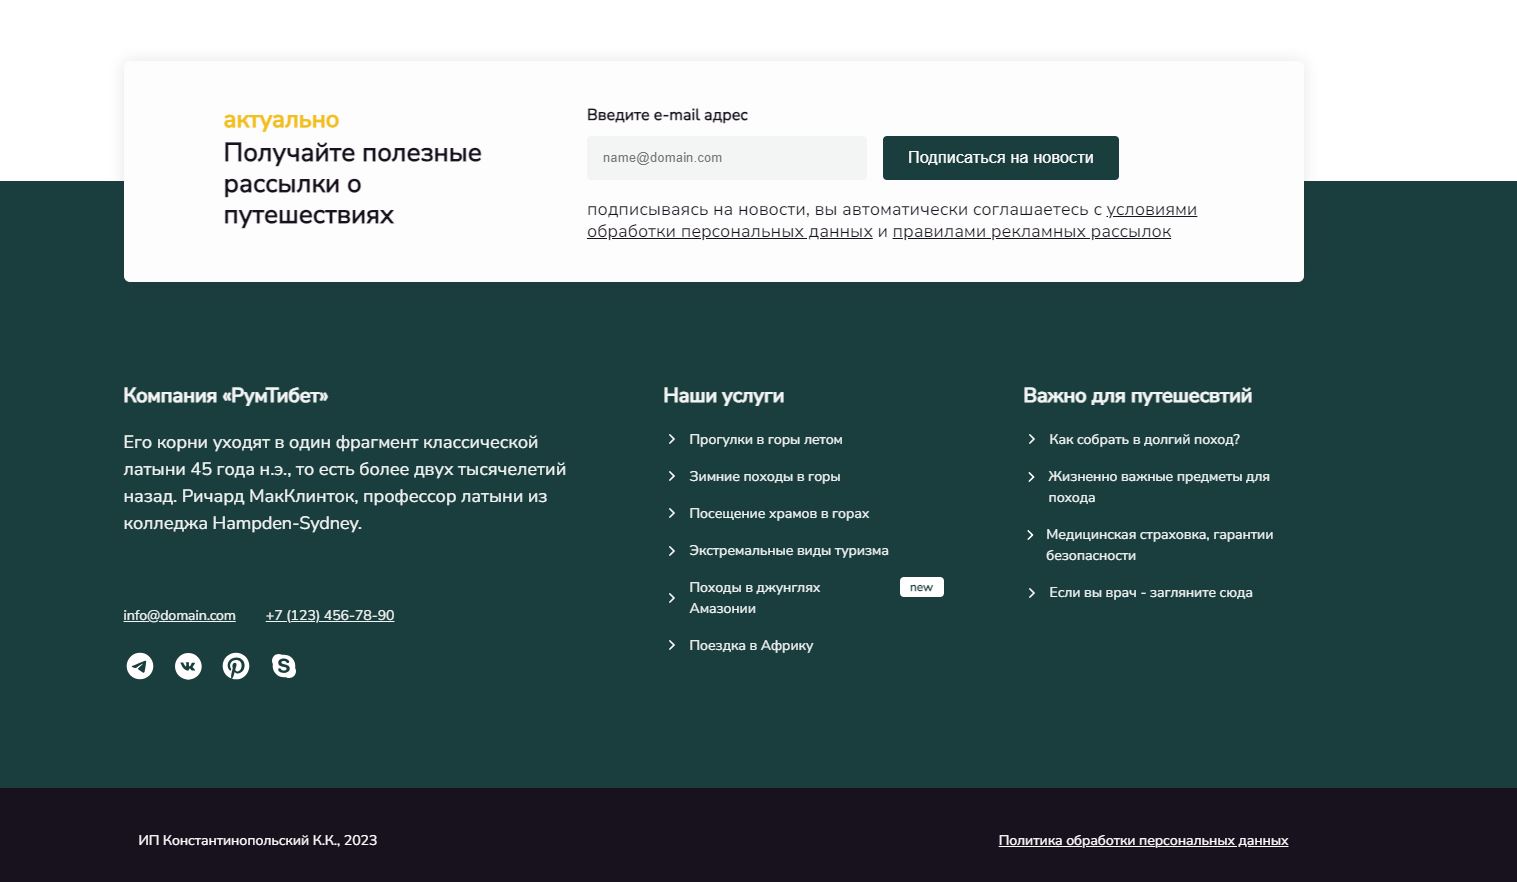 актуально
Получайте полезные
рассылки о
путешествиях
Введите e-mail адрес
name@domain.com
Подписаться на новости
подписываясь на новости, вы автоматически соглашаетесь с условиями
обработки персональных данных и правилами рекламных рассылок
Компания «РумТибет»
Его корни уходят в один фрагмент классической
латыни 45 года н.э., то есть более двух тысячелетий
назад. Ричард МакКлинток, профессор латыни из
колледжа Hampden-Sydney.
info@domain.com
+7 (123) 456-78-90
Наши услуги
Прогулки в горы летом
Зимние походы в горы
Посещение храмов в горах
Экстремальные виды туризма
Походы в джунглях
Амазонии
new
Поездка в Африку
Важно для путешесвтий
Как собрать в долгий поход?
Жизненно важные предметы для
похода
Медицинская страховка, гарантии
безопасности
Если вы врач - загляните сюда
ИП Константинопольский К.К., 2023
Политика обработки персональных данных